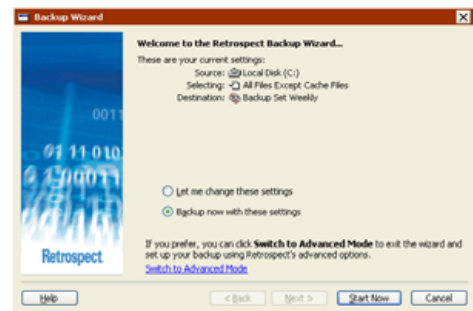 Backup Wizard
Welcome to the Retrospect Backup Wizard...
These are your current settings:
Source: Local Disk (C:)
Selecting: All Files Except Cache Files
Destination: Backup Set Weekly
0011
01 11 010
Let me change these settings
Backup now with these settings
Retrospect
If you prefer, you can click Switch to Advanced Mode to exit the wizard and
set up your backup using Retrospect's advanced options.
Switch to Advanced Mode
Help
< Back
Next >
Start Now
Cancel